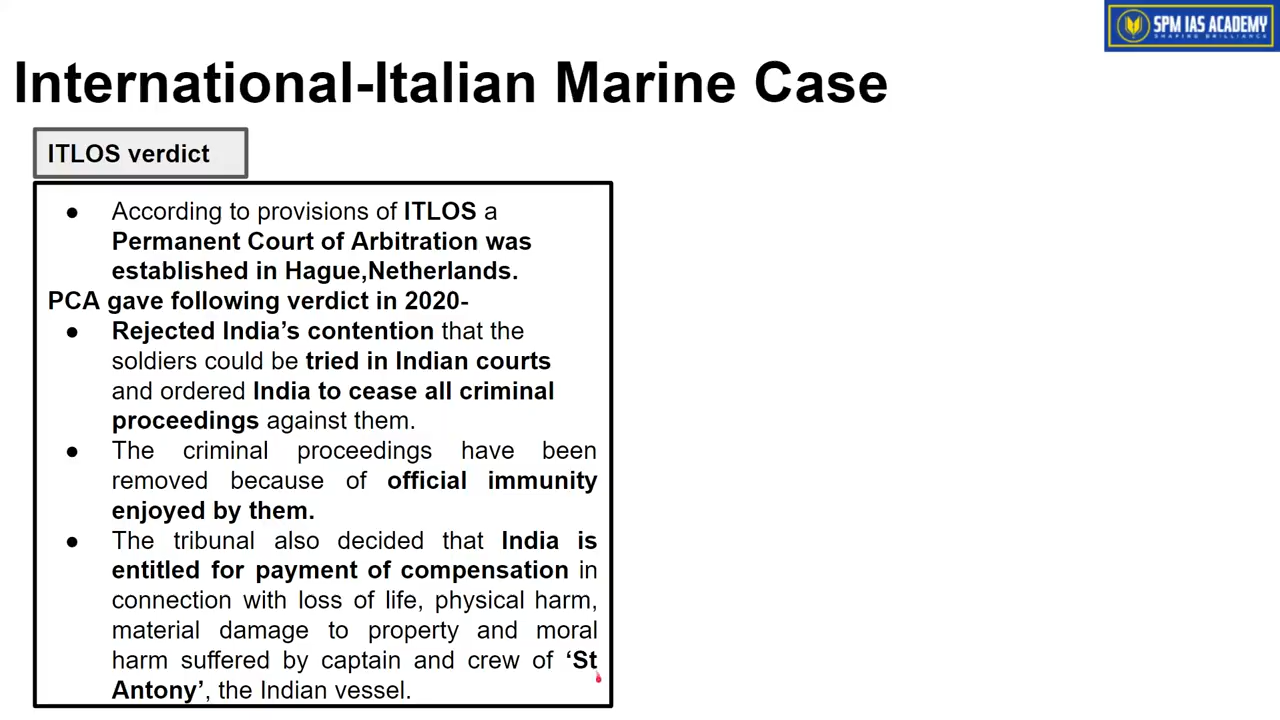 SPM IAS ACADEMY
SHAPING BRILLIANCE
International-Italian Marine Case
ITLOS verdict
● According to provisions of ITLOS a
Permanent Court of Arbitration was
established in Hague,Netherlands.
PCA gave following verdict in 2020-
● Rejected India’s contention that the
soldiers could be tried in Indian courts
and ordered India to cease all criminal
proceedings against them.
● The criminal proceedings have been
removed because of official immunity
enjoyed by them.
● The tribunal also decided that India is
entitled for payment of compensation in
connection with loss of life, physical harm,
material damage to property and moral
harm suffered by captain and crew of ‘St
Antony’, the Indian vessel.